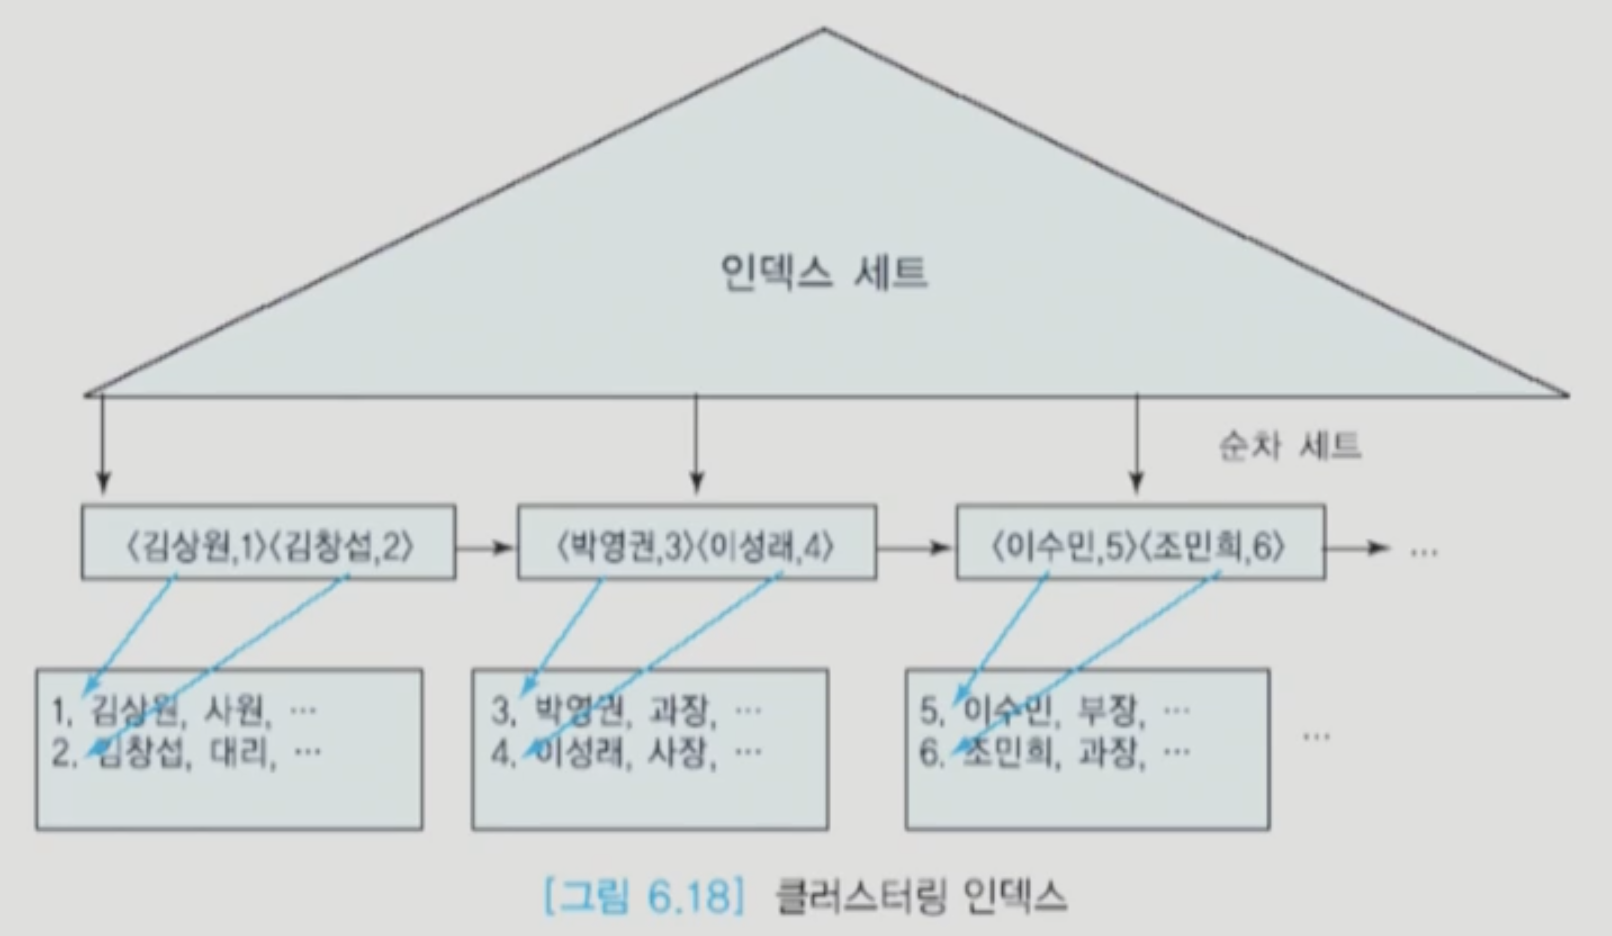 인덱스 세트
순차 세트
〈김상원,1〉〈김창섭,2〉
〈박영권,3〉〈이성래,4〉
〈이수민,5〉〈조민희,6〉
…
1, 김상원, 사원, …
2. 김창섭, 대리, …
3, 박영권, 과장, …
4. 이성래, 사장, …
5, 이수민, 부장, …
6. 조민희, 과장, …
…
[그림 6.18] 클러스터링 인덱스